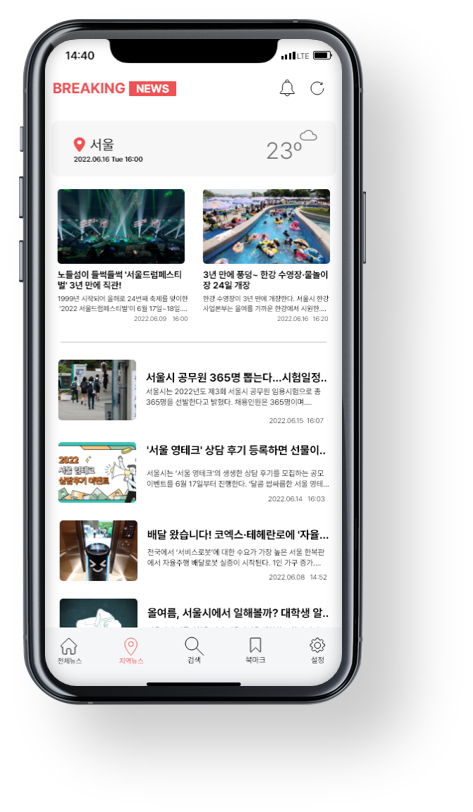 14:40
LTE
BREAKING NEWS
서울
2022.06.16 Tue 16:00
23º
노들섬이 들썩들썩 '서울드럼페스티
벌' 3년 만에 직관!
1999년 시작되어 올해로 24번째 축제를 맞이한
'2022 서울드럼페스티벌'이 6월 17일~18일....
2022.06.09 16:00
3년 만에 풍덩~ 한강 수영장·물놀이
장 24일 개장
한강 수영장이 3년 만에 개장한다. 서울시 한강
사업본부는 올여름 가까운 한강에서 시원한....
2022.06.16 16:20
서울시 공무원 365명 뽑는다...시험일정..
서울시는 2022년도 제3회 서울시 공무원 임용시험으로 총
365명을 선발한다고 밝혔다. 채용인원은 365명이며....
2022.06.15 16:07
2022
서울 영테크
상담후기 이벤트
'서울 영테크' 상담 후기 등록하면 선물이..
서울시는 '서울 영테크'의 생생한 상담 후기를 모집하는 공모
이벤트를 6월 17일부터 진행한다. '달콤 쌉싸름한 서울 영테...
2022.06.14 16:03
배달 왔습니다! 코엑스·테헤란로에 '자율..
전국에서 '서비스로봇'에 대한 수요가 가장 높은 서울 한복판
에서 자율주행 배달로봇 실증이 시작된다. 1인 가구 증가....
2022.06.08 14:52
올여름, 서울시에서 일해볼까? 대학생 알..
전체뉴스
지역뉴스
검색
북마크
설정